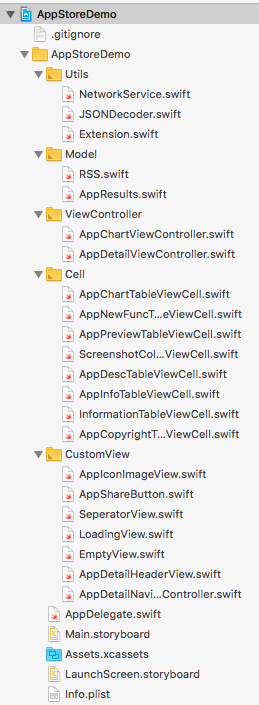 AppStoreDemo
.gitignore
AppStoreDemo
Utils
NetworkService.swift
JSONDecoder.swift
Extension.swift
Model
RSS.swift
AppResults.swift
ViewController
AppChartViewController.swift
AppDetailViewController.swift
Cell
AppChartTableViewCell.swift
AppNewFuncT...eViewCell.swift
AppPreviewTableViewCell.swift
ScreenshotCol...ViewCell.swift
AppDescTableViewCell.swift
AppInfoTableViewCell.swift
InformationTableViewCell.swift
AppCopyrightT...ViewCell.swift
CustomView
AppIconImageView.swift
AppShareButton.swift
SeperatorView.swift
LoadingView.swift
EmptyView.swift
AppDetailHeaderView.swift
AppDetailNavi...Controller.swift
AppDelegate.swift
Main.storyboard
Assets.xcassets
LaunchScreen.storyboard
Info.plist